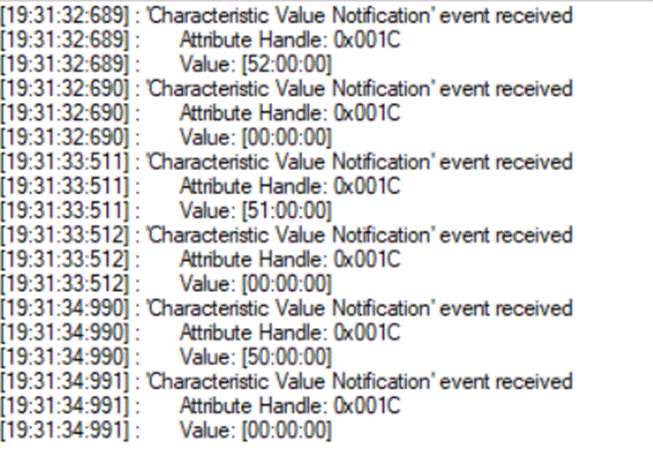 [19:31:32:689] : 'Characteristic Value Notification' event received
[19:31:32:689] : Attribute Handle: 0x001C
[19:31:32:689] : Value: [52:00:00]
[19:31:32:690] : 'Characteristic Value Notification' event received
[19:31:32:690] : Attribute Handle: 0x001C
[19:31:32:690] : Value: [00:00:00]
[19:31:33:511] : 'Characteristic Value Notification' event received
[19:31:33:511] : Attribute Handle: 0x001C
[19:31:33:511] : Value: [51:00:00]
[19:31:33:512] : 'Characteristic Value Notification' event received
[19:31:33:512] : Attribute Handle: 0x001C
[19:31:33:512] : Value: [00:00:00]
[19:31:34:990] : 'Characteristic Value Notification' event received
[19:31:34:990] : Attribute Handle: 0x001C
[19:31:34:990] : Value: [50:00:00]
[19:31:34:991] : 'Characteristic Value Notification' event received
[19:31:34:991] : Attribute Handle: 0x001C
[19:31:34:991] : Value: [00:00:00]